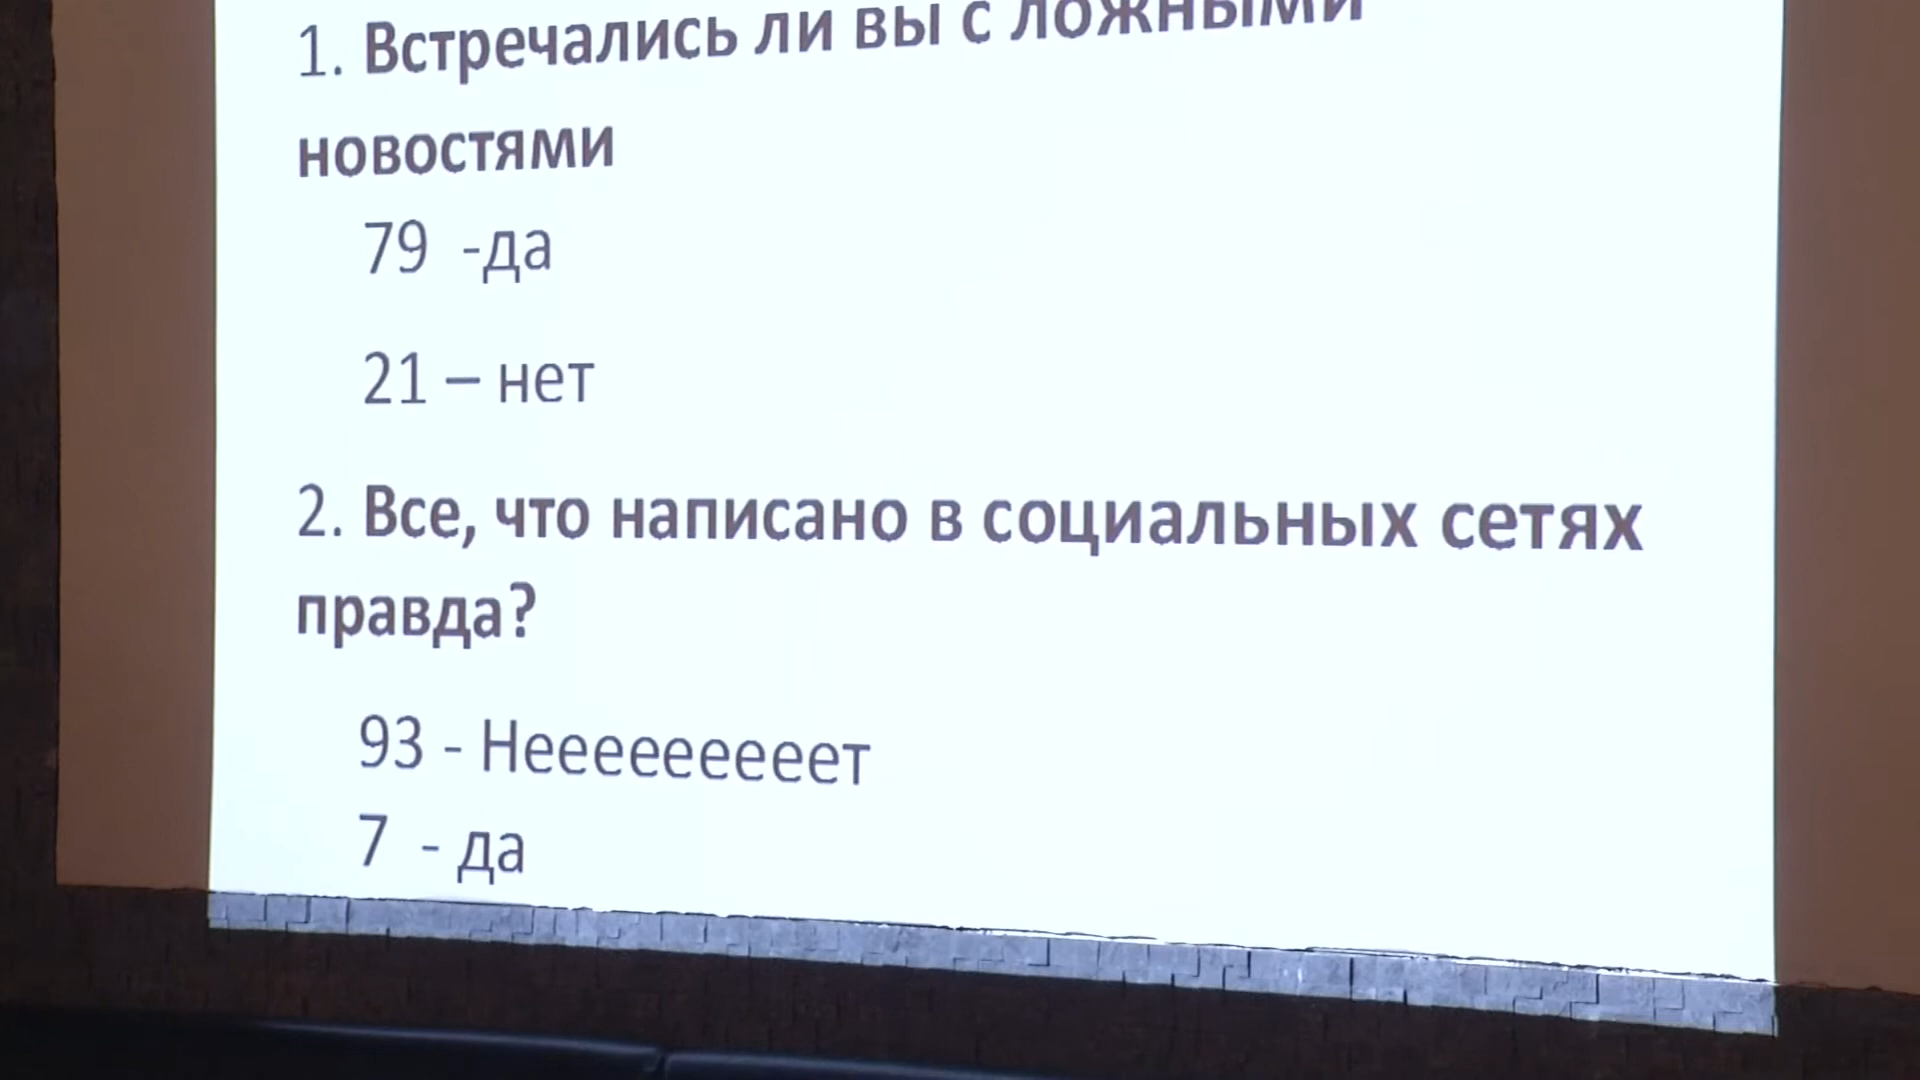 1. Встречались ли вы с ложными
новостями
79 -да
21 – нет
2. Все, что написано в социальных сетях
правда?
93 - Нееееееееет
7 - да